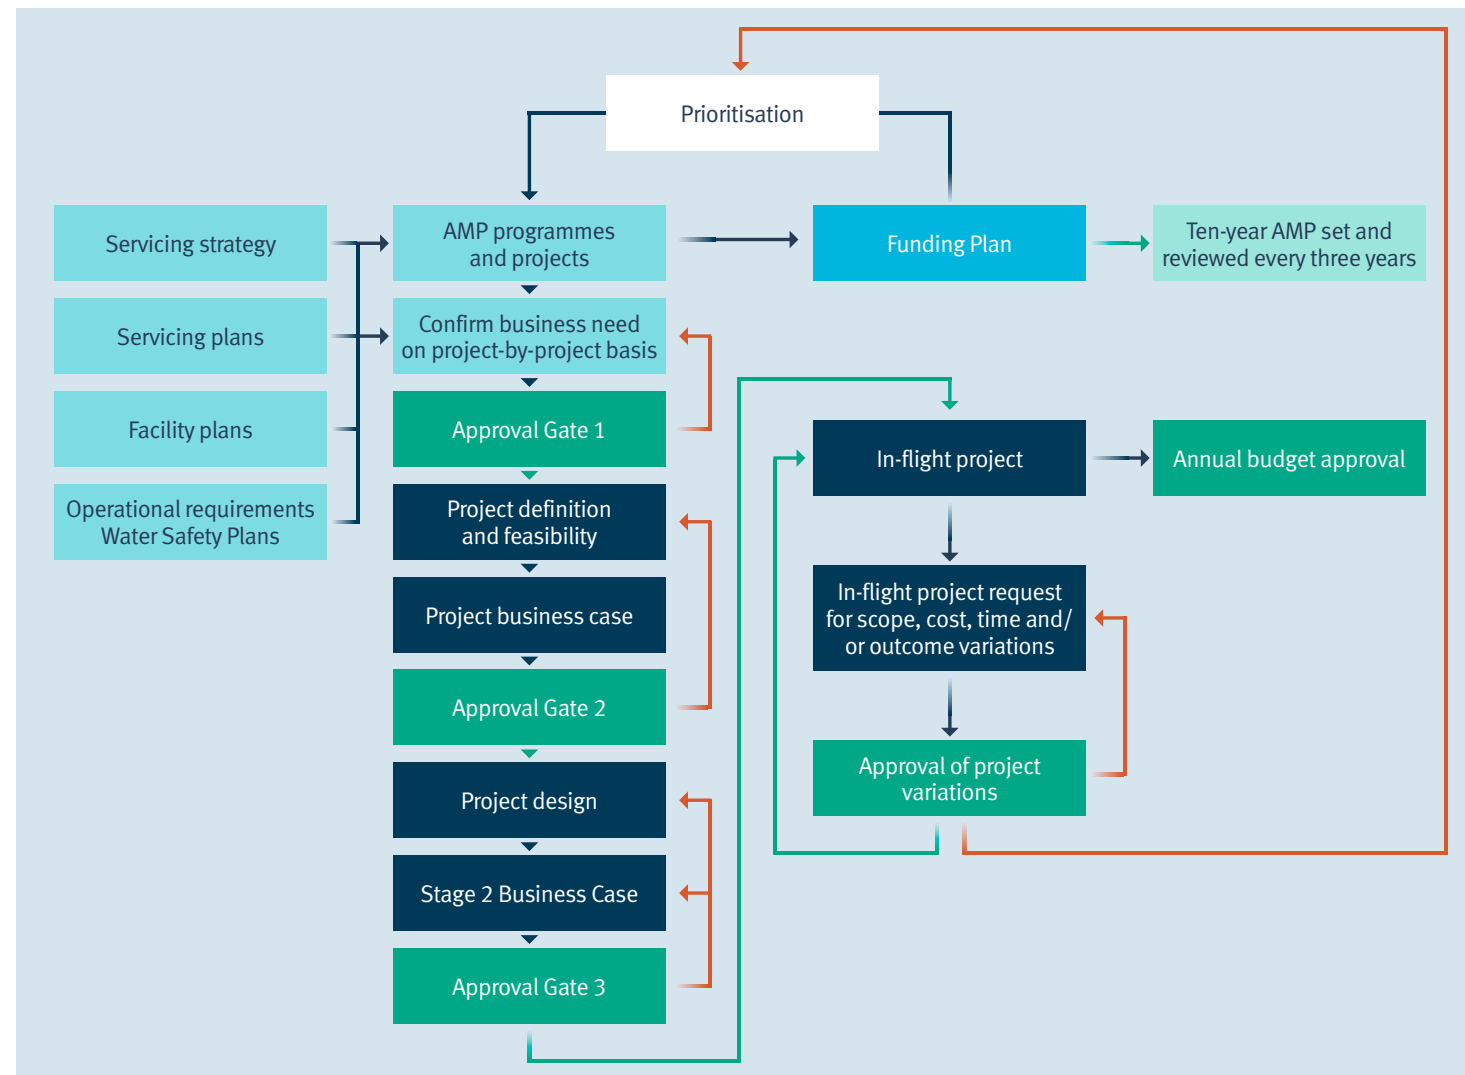 Prioritisation
Servicing strategy
AMP programmes
and projects
Funding Plan
Ten-year AMP set and
reviewed every three years
Servicing plans
Confirm business need
on project-by-project basis
Facility plans
Approval Gate 1
In-flight project
Annual budget approval
Operational requirements
Water Safety Plans
Project definition
and feasibility
Project business case
In-flight project request
for scope, cost, time and/
or outcome variations
Approval Gate 2
Project design
Approval of project
variations
Stage 2 Business Case
Approval Gate 3